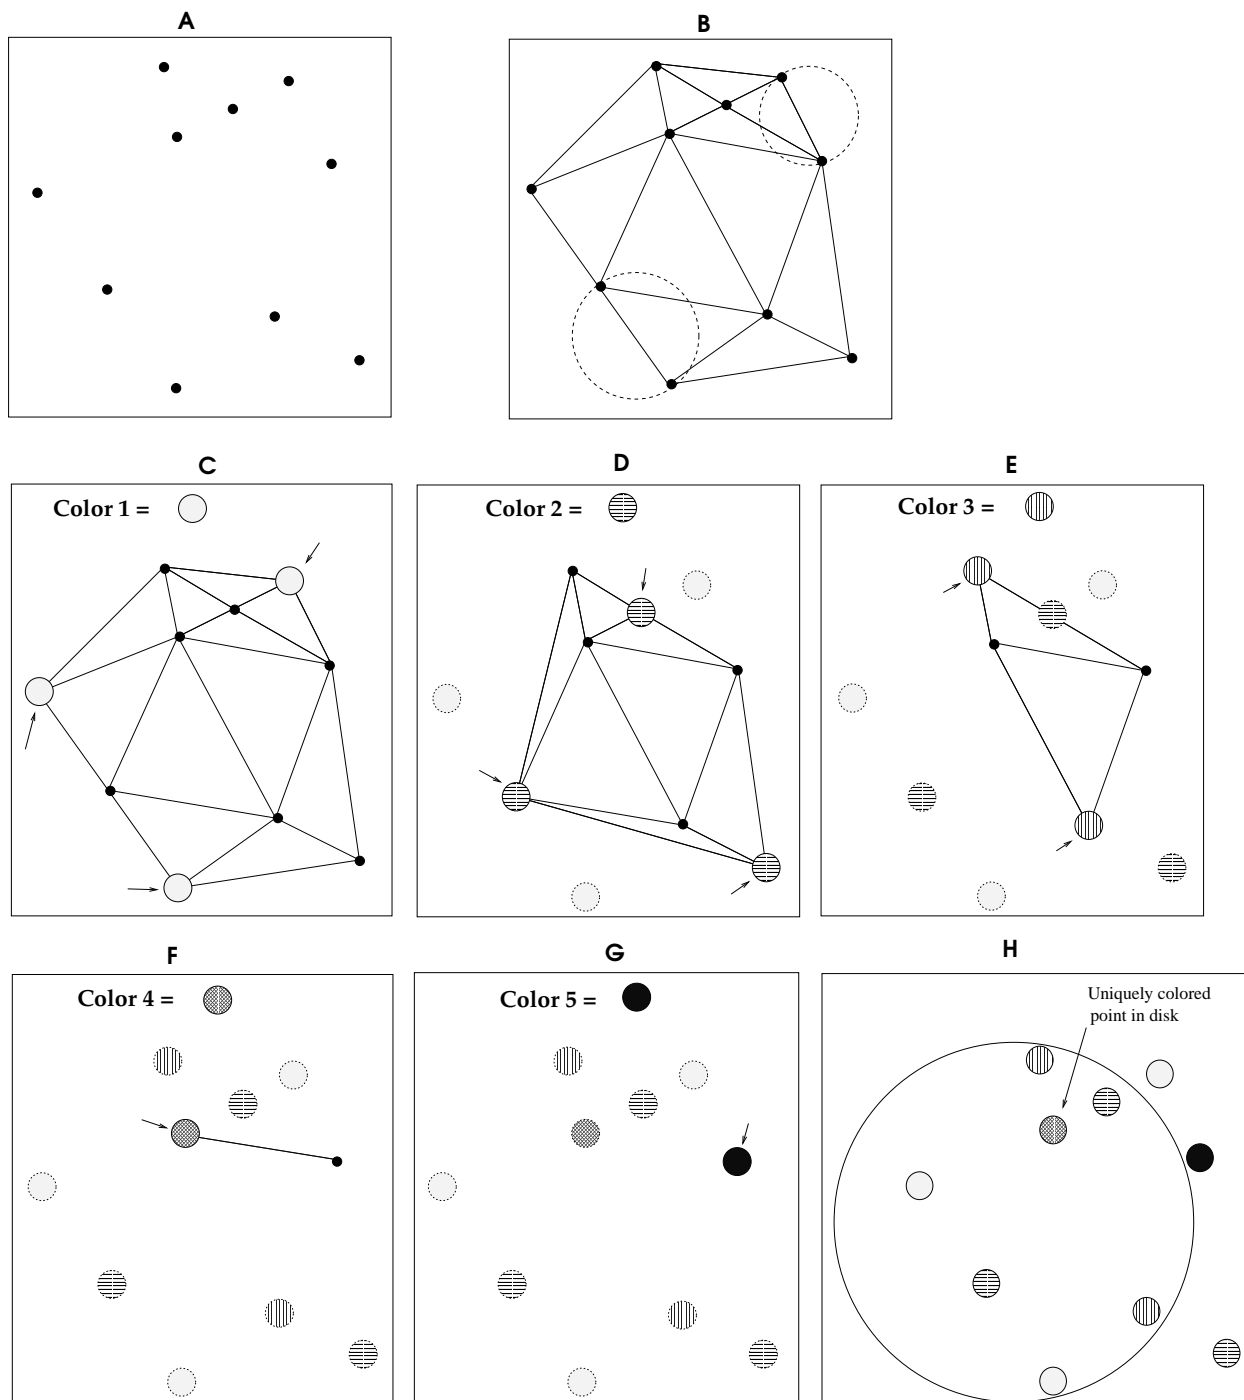 A
B
C
D
E
Color 1 =
Color 2 =
Color 3 =
F
G
H
Color 4 =
Color 5 =
Uniquely colored
point in disk